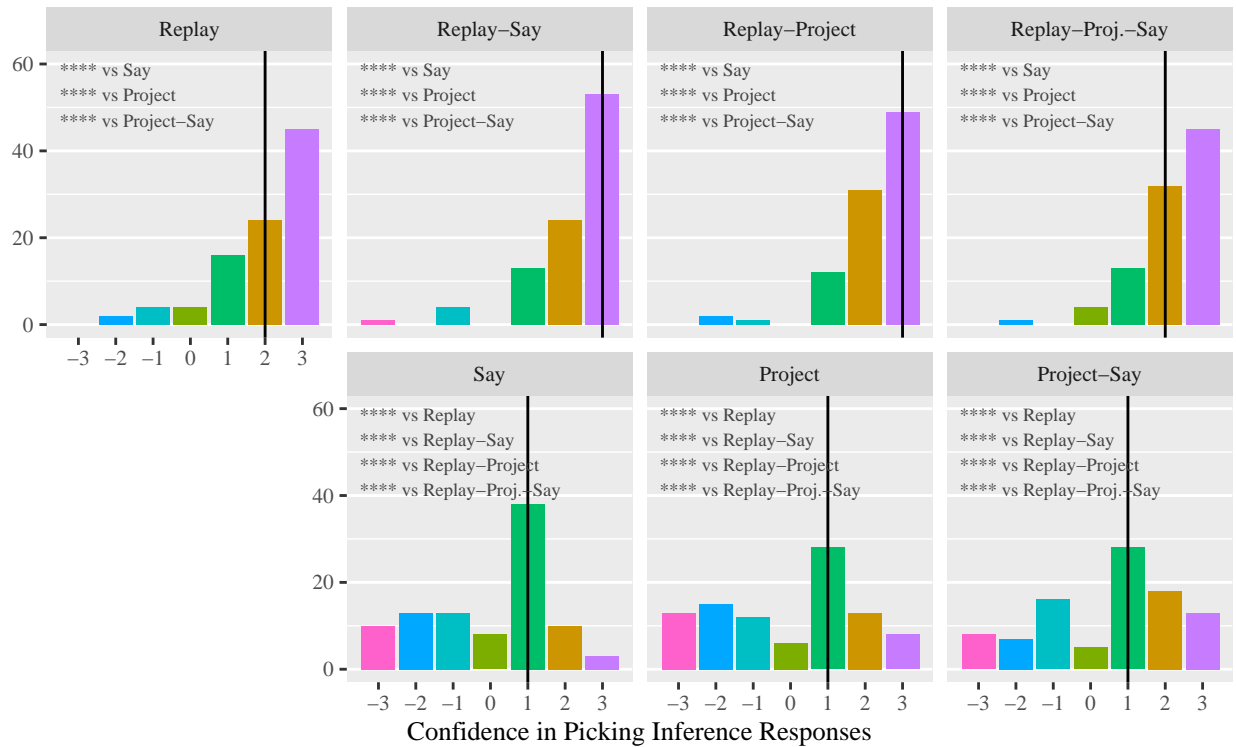 Replay
Replay–Say
Replay–Project
Replay–Proj.–Say
60
40
20
0
**** vs Say
**** vs Project
**** vs Project–Say
**** vs Say
**** vs Project
**** vs Project–Say
**** vs Say
**** vs Project
**** vs Project–Say
**** vs Say
**** vs Project
**** vs Project–Say
−3 −2 −1 0 1 2 3
Say
Project
Project–Say
60
40
20
0
**** vs Replay
**** vs Replay–Say
**** vs Replay–Project
**** vs Replay–Proj.–Say
**** vs Replay
**** vs Replay–Say
**** vs Replay–Project
**** vs Replay–Proj.–Say
**** vs Replay
**** vs Replay–Say
**** vs Replay–Project
**** vs Replay–Proj.–Say
−3 −2 −1 0 1 2 3
−3 −2 −1 0 1 2 3
−3 −2 −1 0 1 2 3
Confidence in Picking Inference Responses